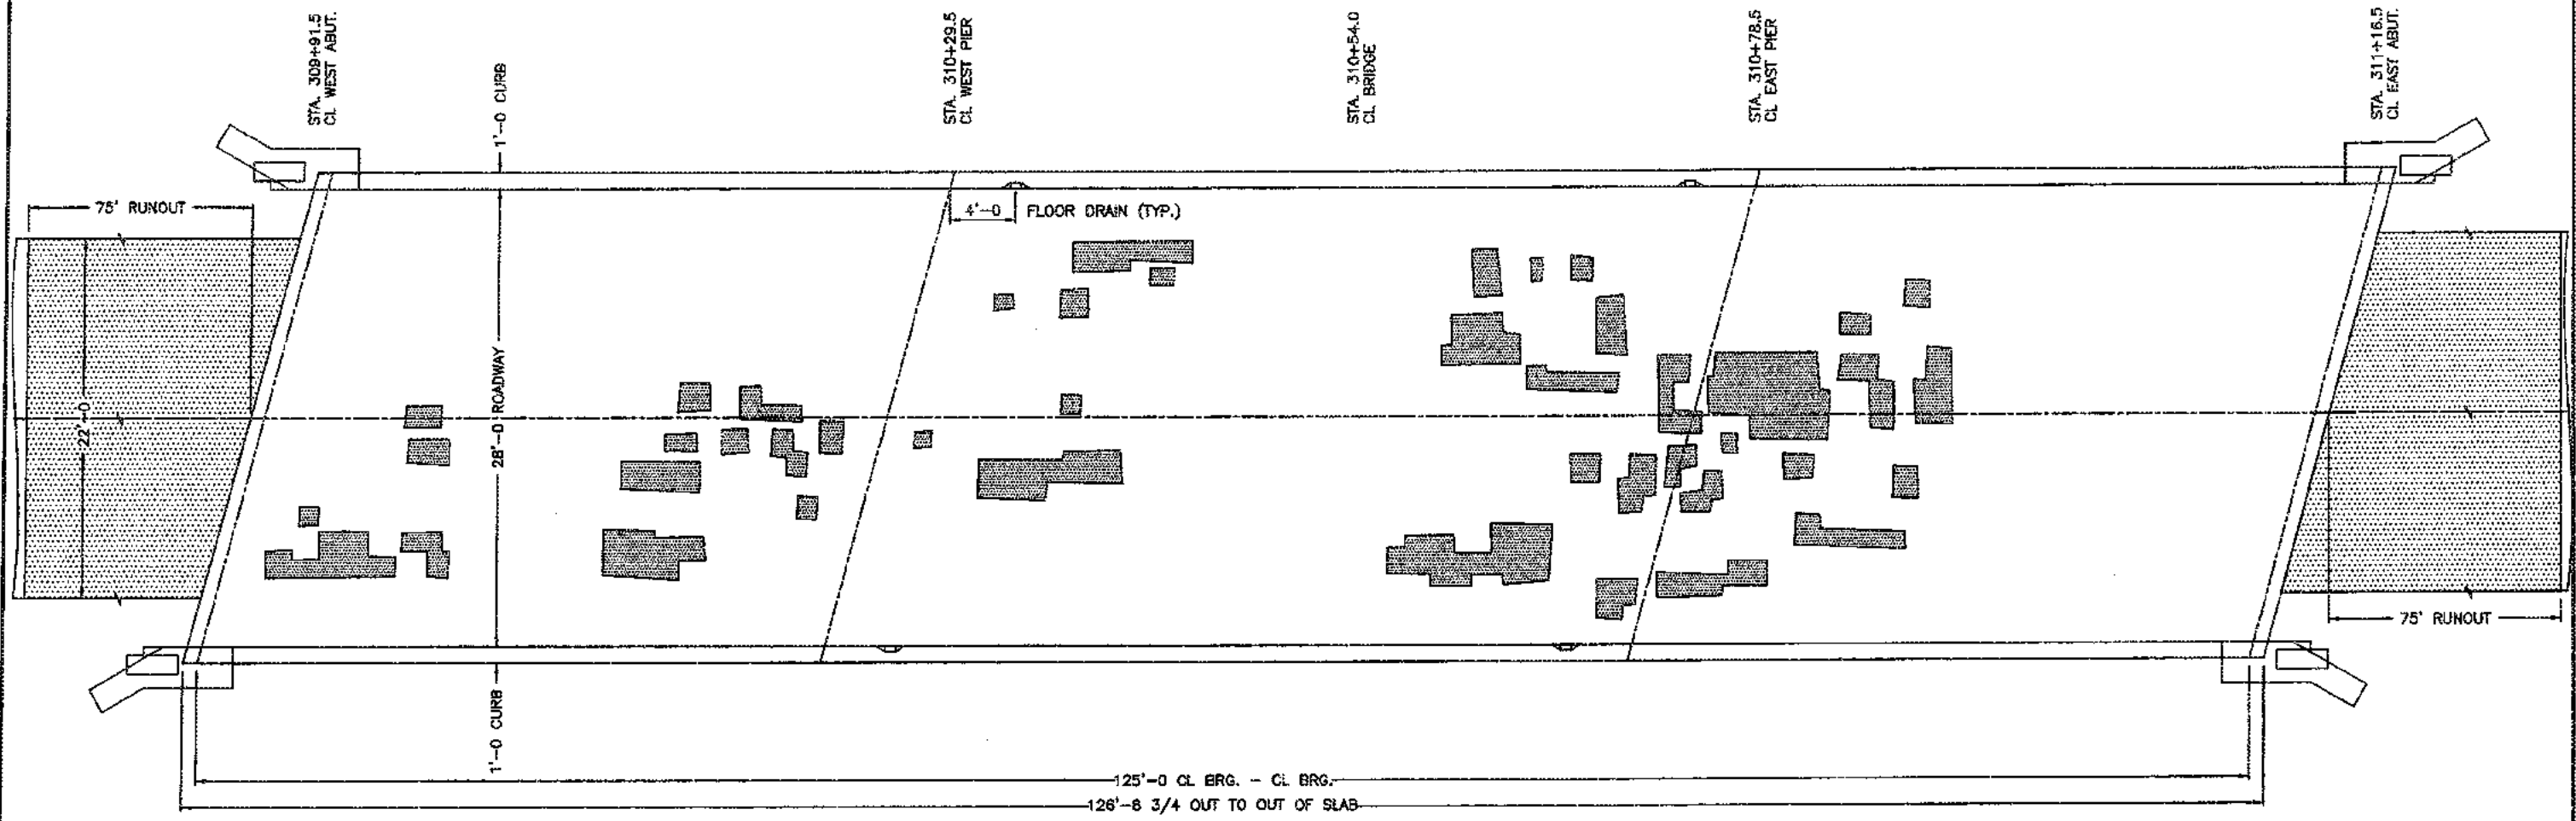 STA. 309+91.5
CL WEST ABUT.
STA. 310+29.5
CL WEST PIER
STA. 310+54.0
CL BRIDGE
STA. 310+78.5
CL EAST PIER
STA. 311+16.5
CL EAST ABUT.
1'-0 CURB
75' RUNOUT
4'-0 FLOOR DRAIN (TYP.)
22'-0
28'-0 ROADWAY
75' RUNOUT
1'-0 CURB
125'-0 CL BRG. - CL BRG.
126'-8 3/4 OUT TO OUT OF SLAB